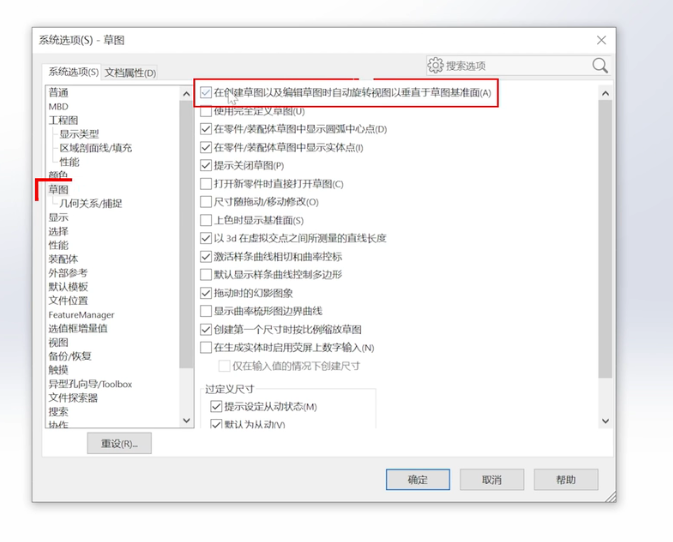 系统选项(S) - 草图
搜索选项
系统选项(S) 文档属性(D)
普通
MBD
工程图
显示类型
区域剖面线/填充
性能
颜色
草图
几何关系/捕捉
显示
选择
性能
装配体
外部参考
默认模板
文件位置
FeatureManager
选值框增量值
视图
备份/恢复
触摸
异型孔向导/Toolbox
文件探索器
搜索
协作
重设(R)...
在创建草图以及编辑草图时自动旋转视图以垂直于草图基准面(A)
使用完全定义草图(U)
在零件/装配体草图中显示圆弧中心点(D)
在零件/装配体草图中显示实体点(I)
提示关闭草图(P)
打开新零件时直接打开草图(C)
尺寸随拖动/移动修改(O)
上色时显示基准面(S)
以 3d 在虚拟交点之间所测量的直线长度
激活样条曲线相切和曲率控标
默认显示样条曲线控制多边形
拖动时的幻影图象
显示曲率梳形图边界曲线
创建第一个尺寸时按比例缩放草图
在生成实体时启用荧屏上数字输入(N)
仅在输入值的情况下创建尺寸
过定义尺寸
提示设定从动状态(M)
默认为从动(V)
确定
取消
帮助